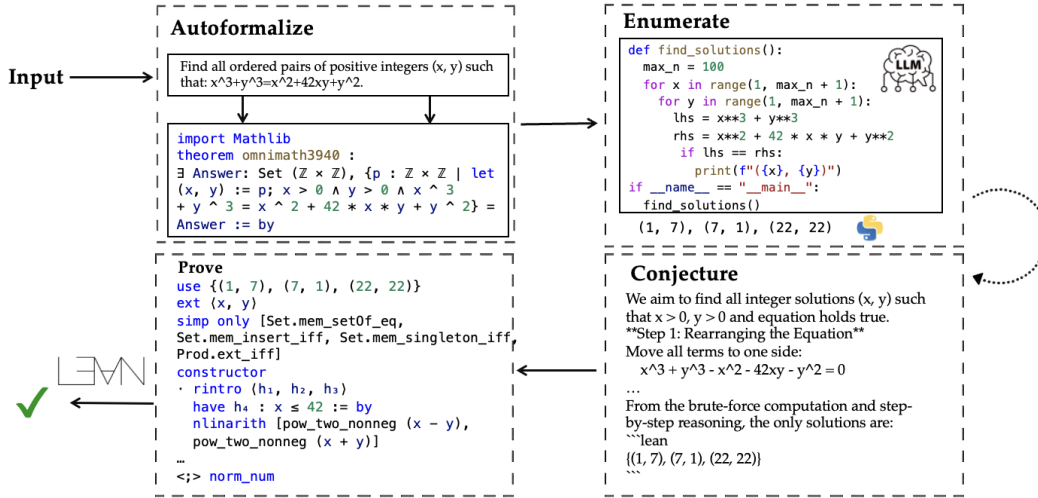 Input
Autoformalize
Find all ordered pairs of positive integers (x, y) such
that: x^3+y^3=x^2+42xy+y^2.
import Mathlib
theorem omnimath3940 :
∃ Answer: Set (ℤ × ℤ), {p : ℤ × ℤ | let
(x, y) := p; x > 0 ∧ y > 0 ∧ x ^ 3
+ y ^ 3 = x ^ 2 + 42 * x * y + y ^ 2} =
Answer := by
Enumerate
LLM
def find_solutions():
max_n = 100
for x in range(1, max_n + 1):
for y in range(1, max_n + 1):
lhs = x**3 + y**3
rhs = x**2 + 42 * x * y + y**2
if lhs == rhs:
print(f"({x}, {y})")
if __name__ == "__main__":
find_solutions()
(1, 7), (7, 1), (22, 22)
Conjecture
We aim to find all integer solutions (x, y) such
that x > 0, y > 0 and equation holds true.
**Step 1: Rearranging the Equation**
Move all terms to one side:
x^3 + y^3 - x^2 - 42xy - y^2 = 0
...
From the brute-force computation and step-
by-step reasoning, the only solutions are:
```lean
{(1, 7), (7, 1), (22, 22)}
```
Prove
use {(1, 7), (7, 1), (22, 22)}
ext ⟨x, y⟩
simp only [Set.mem_setOf_eq,
Set.mem_insert_iff, Set.mem_singleton_iff,
Prod.ext_iff]
constructor
· rintro ⟨h₁, h₂, h₃⟩
have h₄ : x ≤ 42 := by
nlinarith [pow_two_nonneg (x - y),
pow_two_nonneg (x + y)]
…
<;> norm_num
L∃∀N